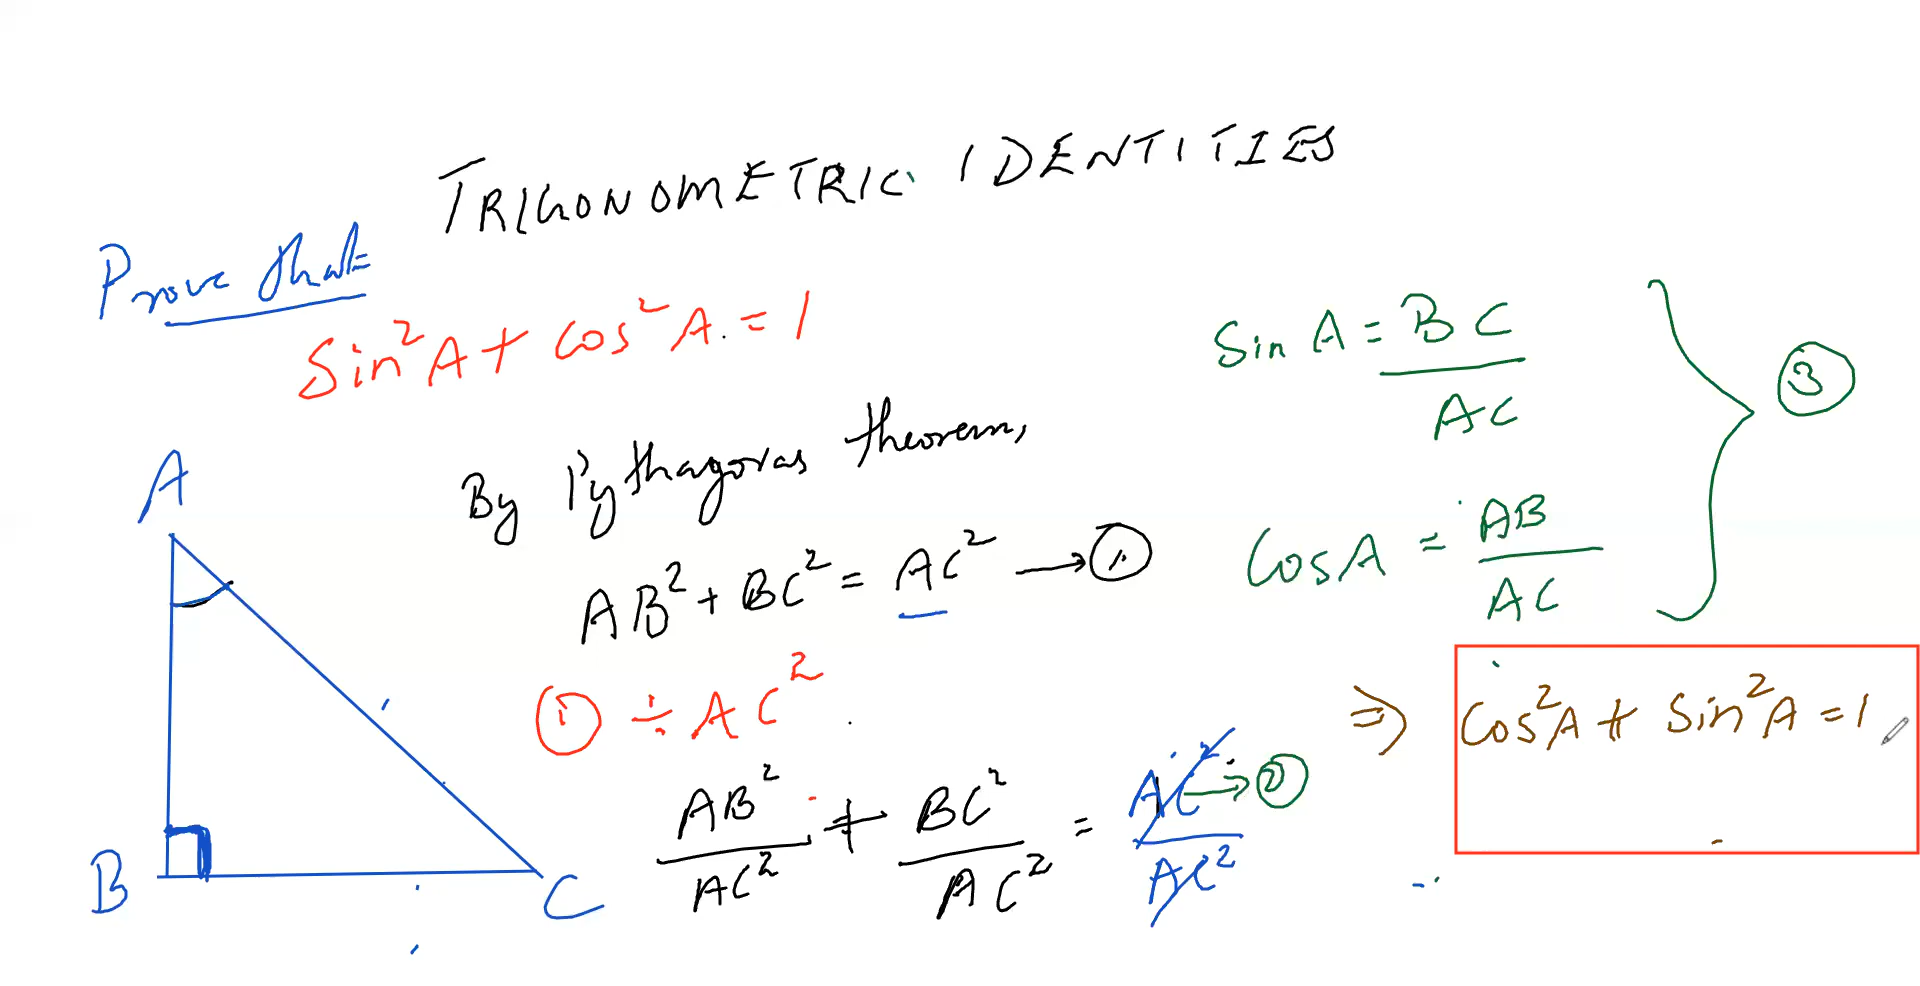 TRIGONOMETRIC IDENTITIES
Prove that
Sin²A + Cos²A = 1
By Pythagoras theorem,
AB² + BC² = AC² → ①
① ÷ AC²
AB²/AC² + BC²/AC² = AC²/AC² → ②
A
B
C
Sin A = BC/AC
Cos A = AB/AC
③
⇒ Cos²A + Sin²A = 1